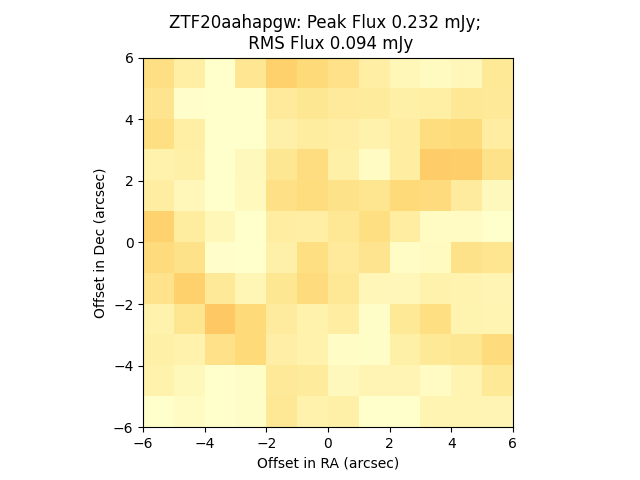 ZTF20aahapgw: Peak Flux 0.232 mJy;
RMS Flux 0.094 mJy
6
4
2
0
−2
−4
−6
Offset in Dec (arcsec)
−6 −4 −2 0 2 4 6
Offset in RA (arcsec)